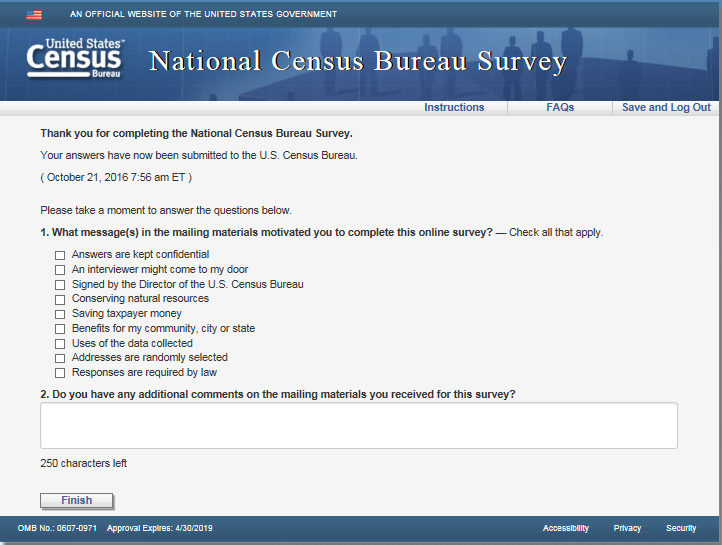 AN OFFICIAL WEBSITE OF THE UNITED STATES GOVERNMENT
United States™
Census
Bureau
National Census Bureau Survey
Instructions FAQs Save and Log Out
Thank you for completing the National Census Bureau Survey.
Your answers have now been submitted to the U.S. Census Bureau.
( October 21, 2016 7:56 am ET )
Please take a moment to answer the questions below.
1. What message(s) in the mailing materials motivated you to complete this online survey? — Check all that apply.
Answers are kept confidential
An interviewer might come to my door
Signed by the Director of the U.S. Census Bureau
Conserving natural resources
Saving taxpayer money
Benefits for my community, city or state
Uses of the data collected
Addresses are randomly selected
Responses are required by law
2. Do you have any additional comments on the mailing materials you received for this survey?
250 characters left
Finish
OMB No.: 0607-0971 Approval Expires: 4/30/2019 Accessibility Privacy Security